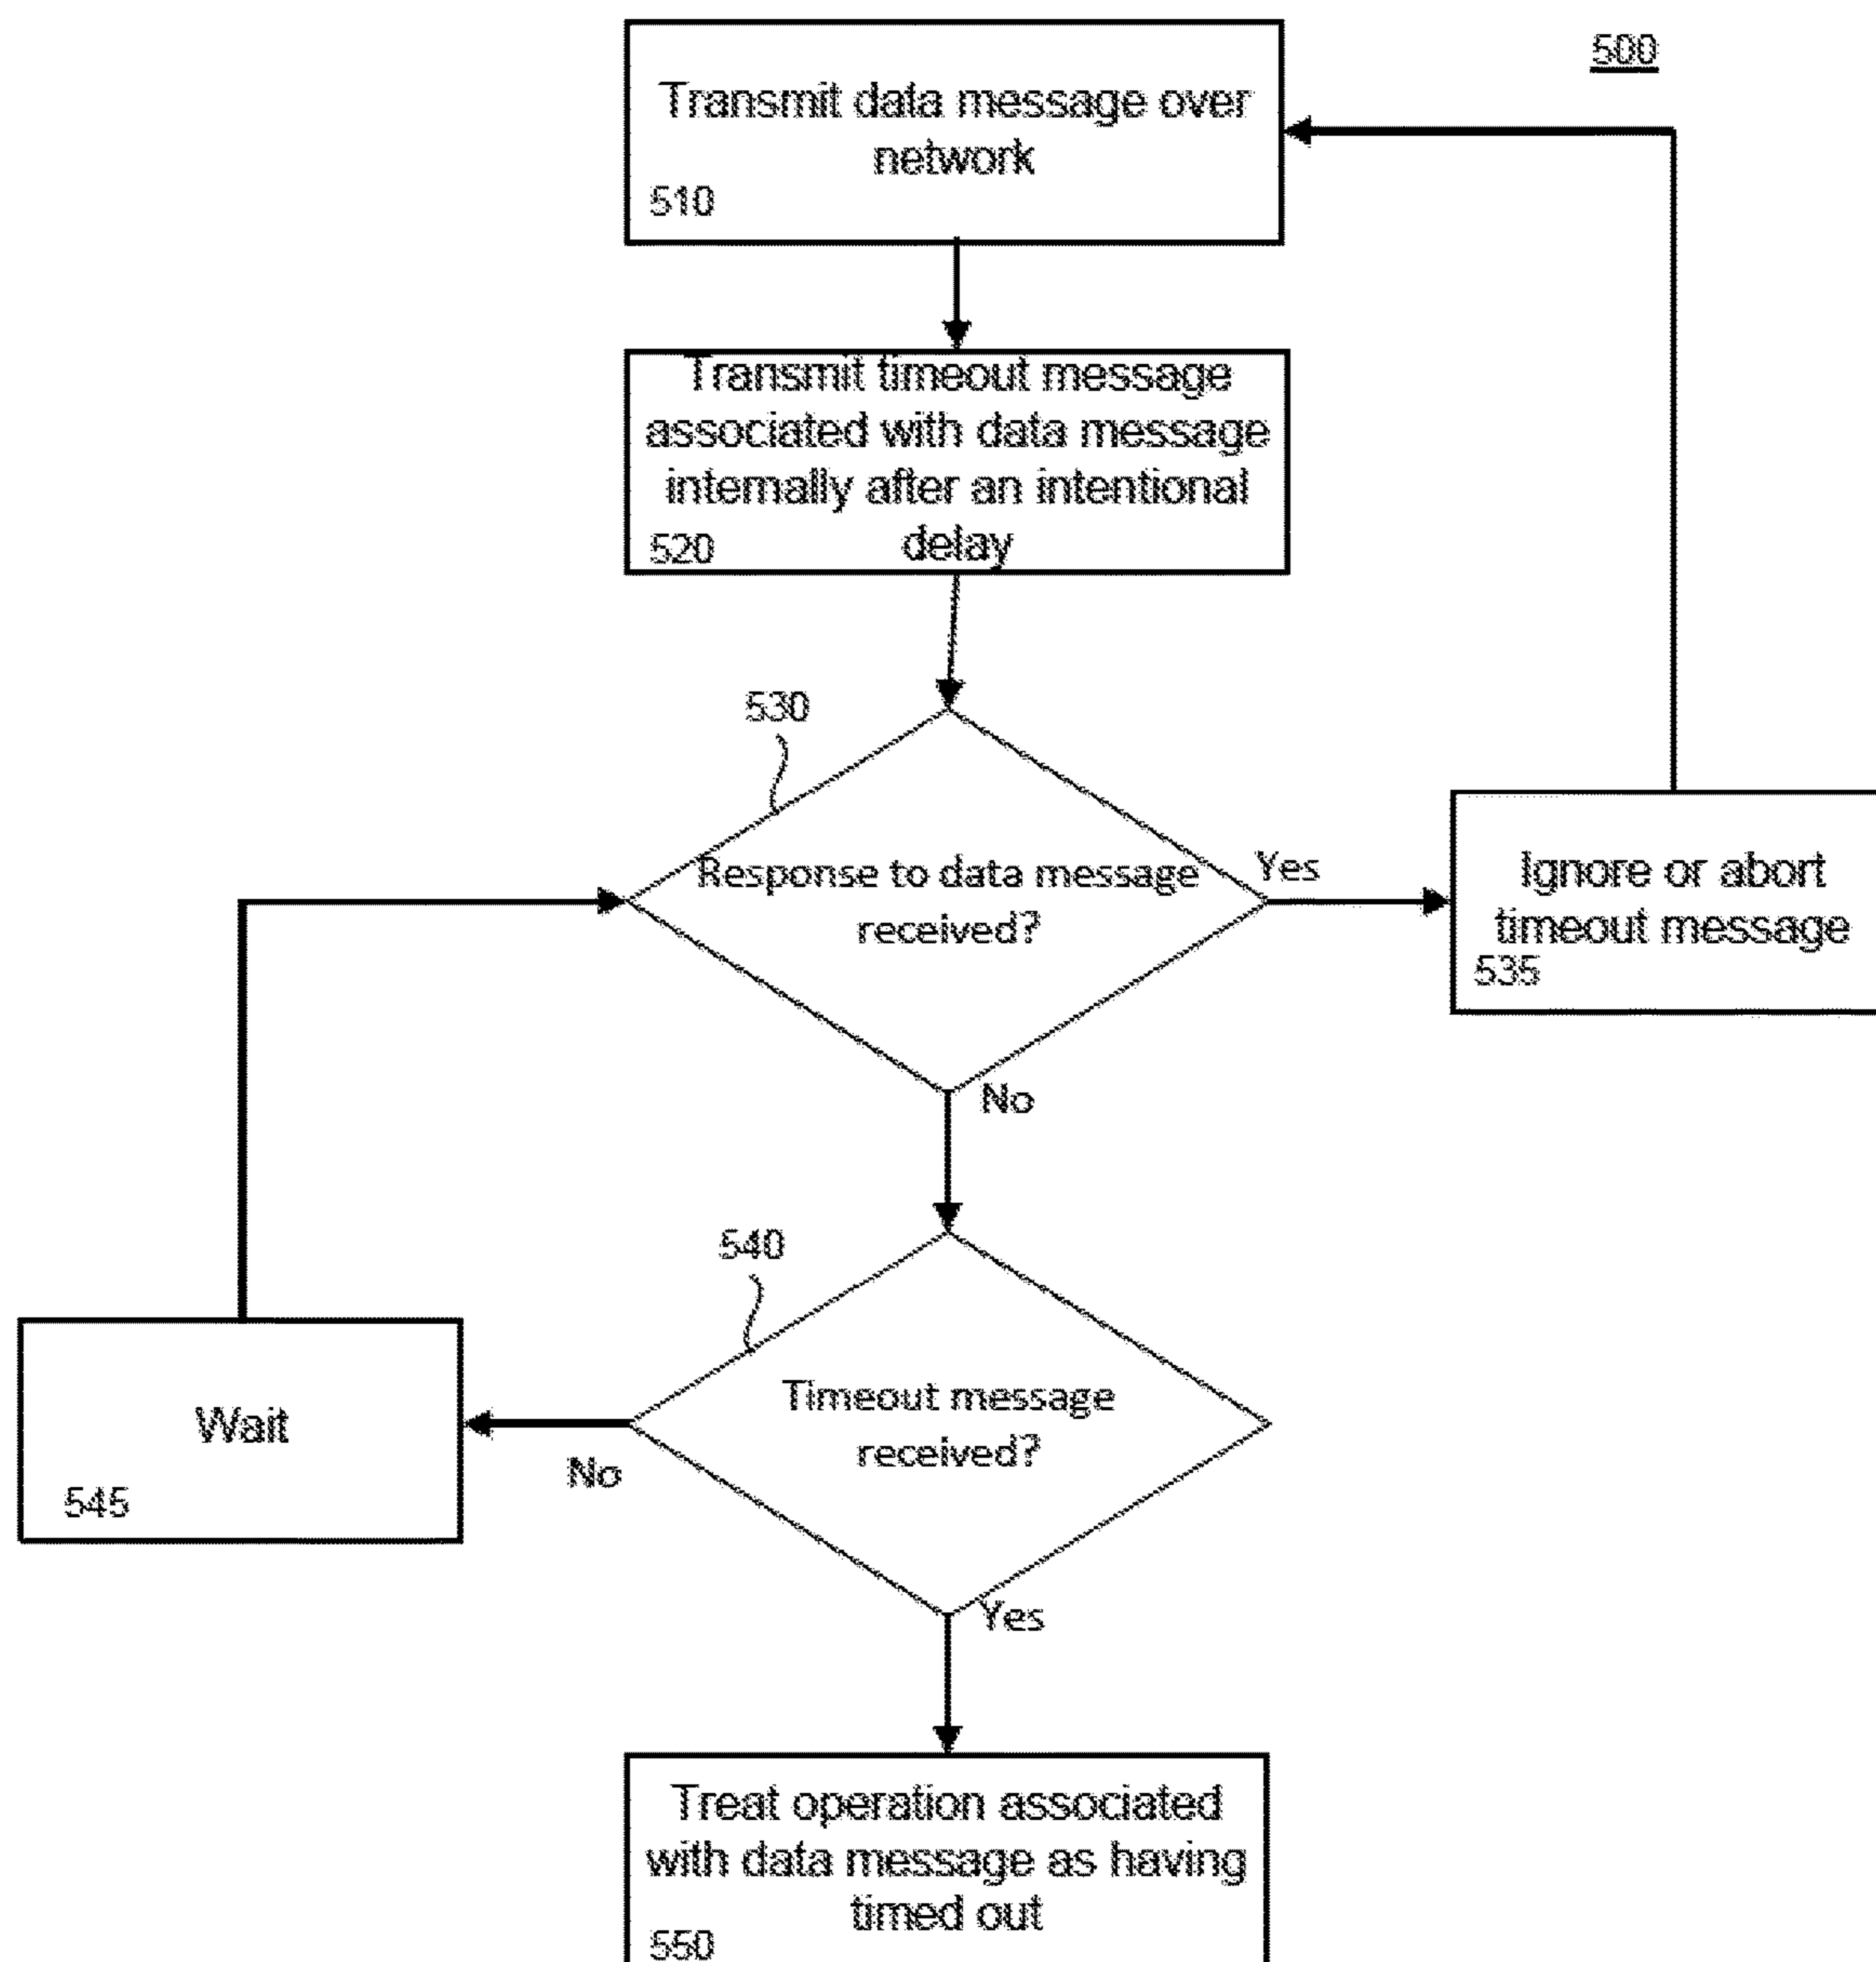 500
Transmit data message over
network
510
Transmit timeout message
associated with data message
internally after an intentional
delay
520
530
Response to data message
received?
Yes
Ignore or abort
timeout message
535
No
540
Timeout message
received?
No
Wait
545
Yes
Treat operation associated
with data message as having
timed out
550